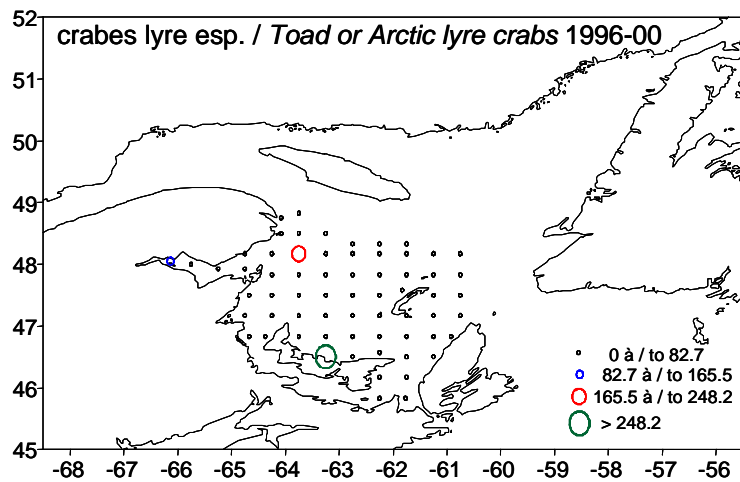 crabes lyre esp. / Toad or Arctic lyre crabs 1996-00
52
51
50
49
48
47
46
45
0 à / to 82.7
82.7 à / to 165.5
165.5 à / to 248.2
> 248.2
-68 -67 -66 -65 -64 -63 -62 -61 -60 -59 -58 -57 -56